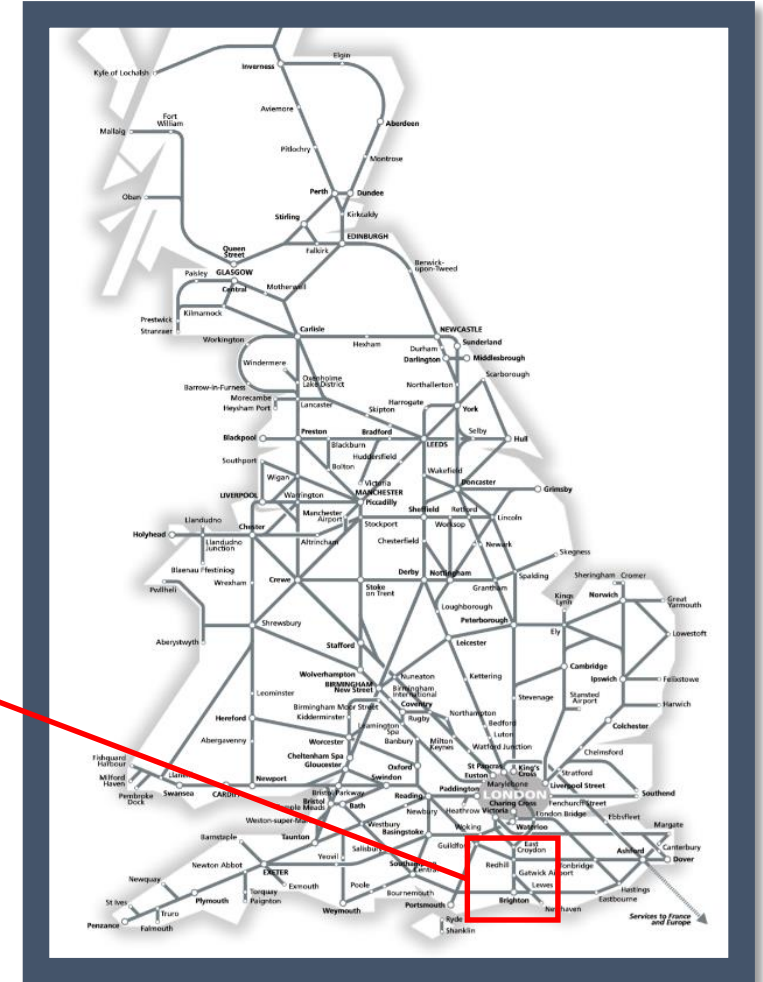 Elgin
Inverness
Kyle of Lochalsh
Aviemore
Fort
William
Aberdeen
Mallaig
Pitlochry
Montrose
Perth
Dundee
Oban
Stirling
Kirkcaldy
EDINBURGH
Queen
Street
Falkirk
Berwick-
upon-Tweed
Paisley
GLASGOW
Central
Motherwell
Kilmarnock
Prestwick
Stranraer
Carlisle
NEWCASTLE
Workington
Hexham
Durham
Sunderland
Darlington
Middlesbrough
Windermere
Scarborough
Oxenholme
Lake District
Northallerton
Barrow-in-Furness
Morecambe
Heysham Port
Lancaster
Harrogate
Skipton
York
Blackpool
Preston
Bradford
Selby
LEEDS
Hull
Blackburn
Huddersfield
Southport
Bolton
Wakefield
Wigan
Victoria
Doncaster
LIVERPOOL
Warrington
MANCHESTER
Piccadilly
Grimsby
Manchester
Airport
Sheffield
Retford
Llandudno
Stockport
Worksop
Lincoln
Holyhead
Chester
Llandudno
Junction
Altrincham
Chesterfield
Newark
Skegness
Blaenau Ffestiniog
Wrexham
Crewe
Stoke
on Trent
Derby
Nottingham
Grantham
Spalding
Sheringham
Cromer
Pwllheli
Kings
Lynn
Norwich
Great
Yarmouth
Loughborough
Shrewsbury
Peterborough
Ely
Lowestoft
Aberystwyth
Stafford
Leicester
Wolverhampton
Cambridge
BIRMINGHAM
New Street
Nuneaton
Kettering
Ipswich
Felixstowe
Birmingham
International
Leominster
Stevenage
Stansted
Airport
Birmingham Moor Street
Coventry
Harwich
Kidderminster
Rugby
Northampton
Hereford
Leamington
Spa
Bedford
Colchester
Worcester
Banbury
Milton
Keynes
Luton
Abergavenny
Watford Junction
Chelmsford
Cheltenham Spa
Gloucester
Oxford
St Pancras
Euston
King's
Cross
Stratford
Fishguard
Harbour
Swindon
Marylebone
Liverpool Street
Milford
Haven
Newport
Bristol Parkway
Reading
Paddington
LONDON
Southend
Pembroke
Dock
Swansea
Bristol
Temple Meads
Bath
Newbury
Heathrow
Victoria
Charing Cross
Fenchurch Street
London Bridge
Ebbsfleet
Weston-super-Mare
Westbury
Basingstoke
Woking
Waterloo
Margate
Barnstaple
Taunton
Salisbury
Guildford
East
Croydon
Canterbury
Yeovil
Redhill
Tonbridge
Ashford
Dover
Newton Abbot
EXETER
Southampton
Central
Gatwick Airport
Newquay
Exmouth
Poole
Lewes
Hastings
St Ives
Plymouth
Torquay
Paignton
Bournemouth
Brighton
Eastbourne
Truro
Weymouth
Portsmouth
Newhaven
Penzance
Falmouth
Ryde
Shanklin
Services to France
and Europe